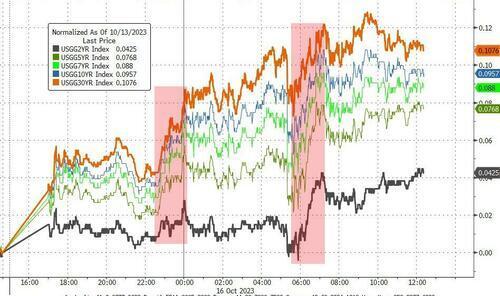 Normalized As Of 10/13/2023
Last Price
USGG2YR Index 0.0425
USGG5YR Index 0.0768
USGG7YR Index 0.088
USGG10YR Index 0.0957
USGG30YR Index 0.1076
0.12
0.1076
0.10
0.0957
0.088
0.08
0.0768
0.06
0.0425
0.04
0.02
0.00
16:00 18:00 20:00 22:00 00:00 02:00 04:00 06:00 08:00 10:00 12:00
16 Oct 2023